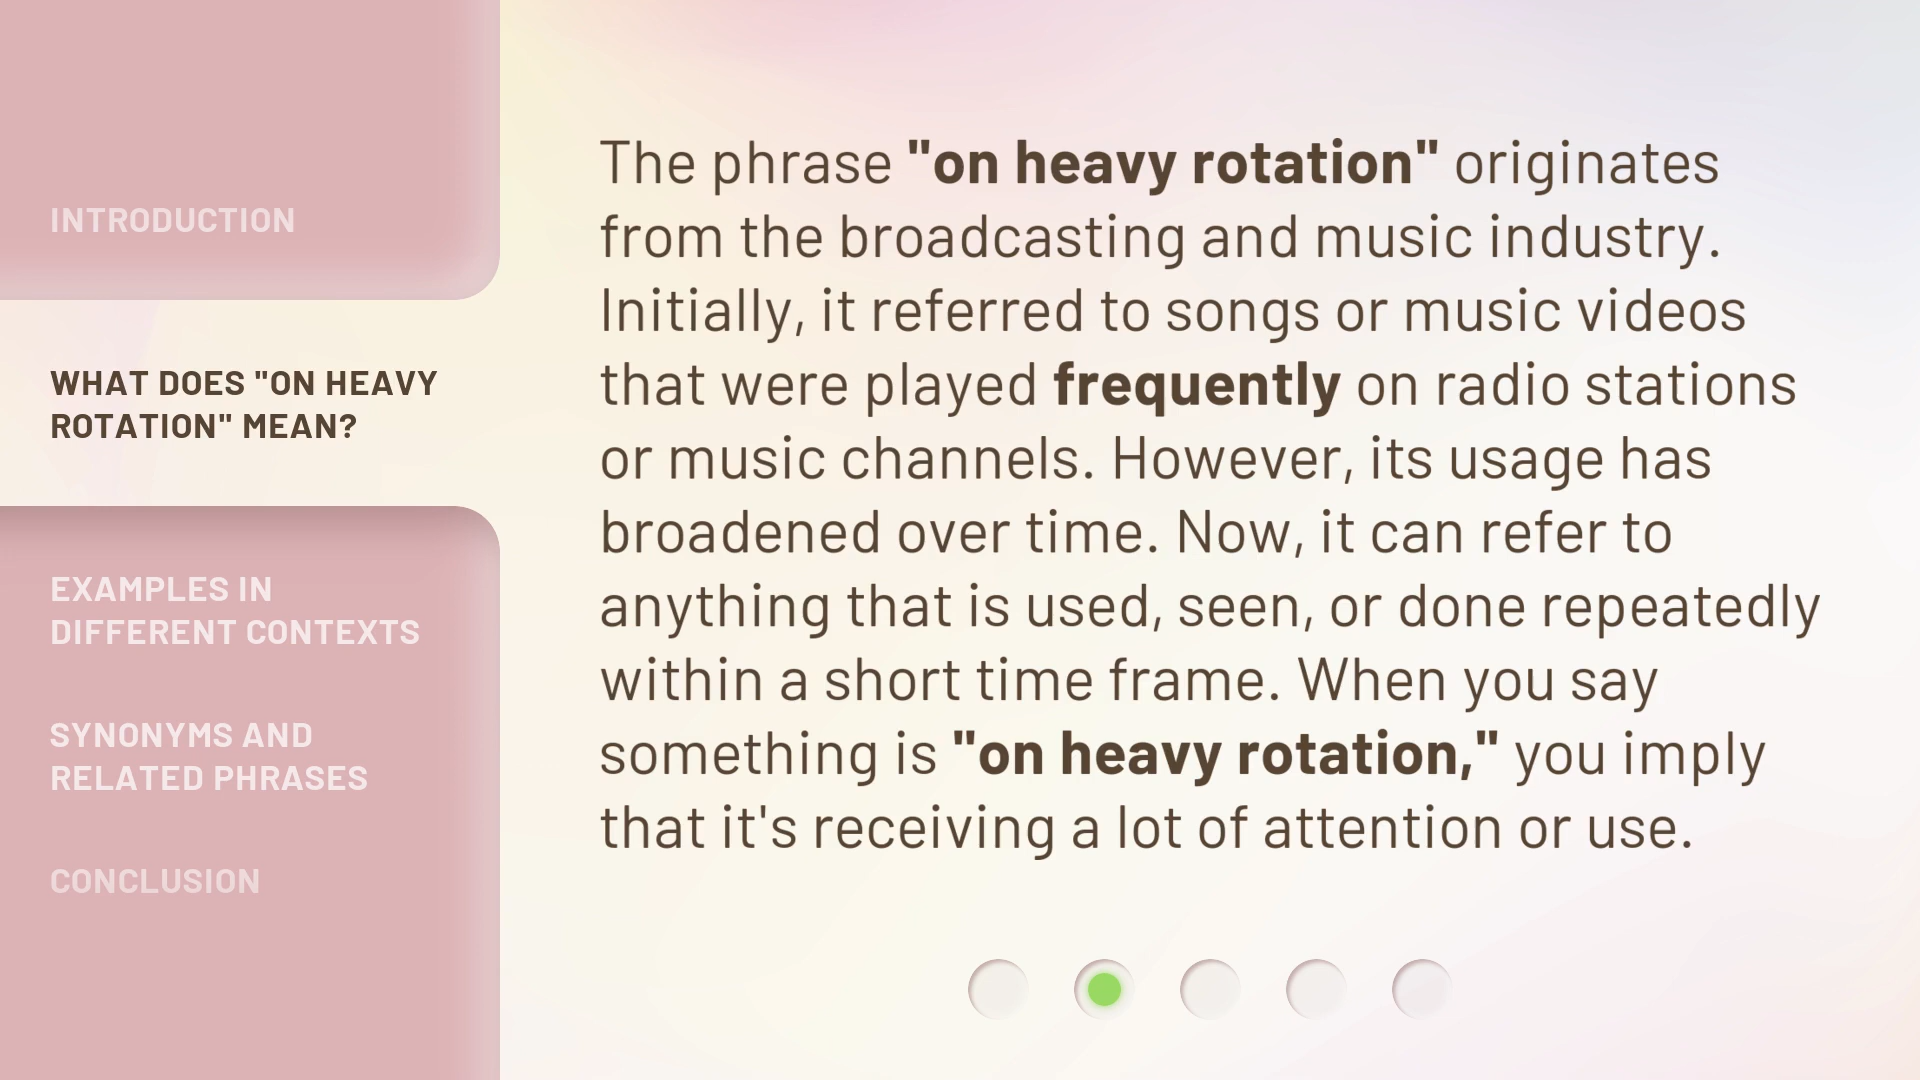 INTRODUCTION
WHAT DOES "ON HEAVY
ROTATION" MEAN?
EXAMPLES IN
DIFFERENT CONTEXTS
SYNONYMS AND
RELATED PHRASES
CONCLUSION
The phrase "on heavy rotation" originates
from the broadcasting and music industry.
Initially, it referred to songs or music videos
that were played frequently on radio stations
or music channels. However, its usage has
broadened over time. Now, it can refer to
anything that is used, seen, or done repeatedly
within a short time frame. When you say
something is "on heavy rotation," you imply
that it's receiving a lot of attention or use.